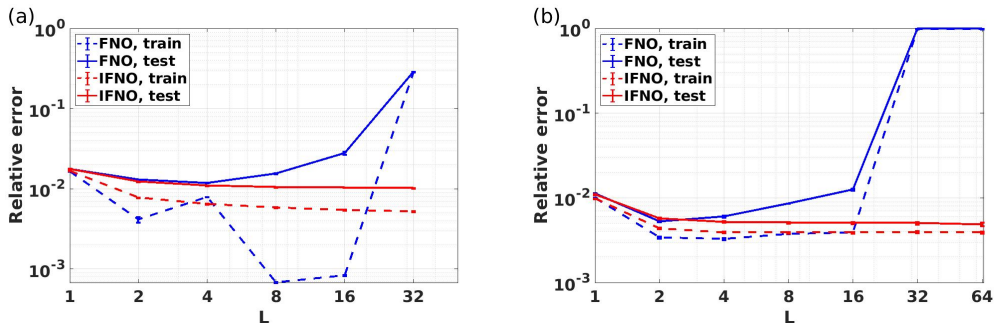 (a)
10^0
10^-1
10^-2
10^-3
Relative error
FNO, train
FNO, test
IFNO, train
IFNO, test
1 2 4 8 16 32
L
(b)
10^0
10^-1
10^-2
10^-3
Relative error
FNO, train
FNO, test
IFNO, train
IFNO, test
1 2 4 8 16 32 64
L